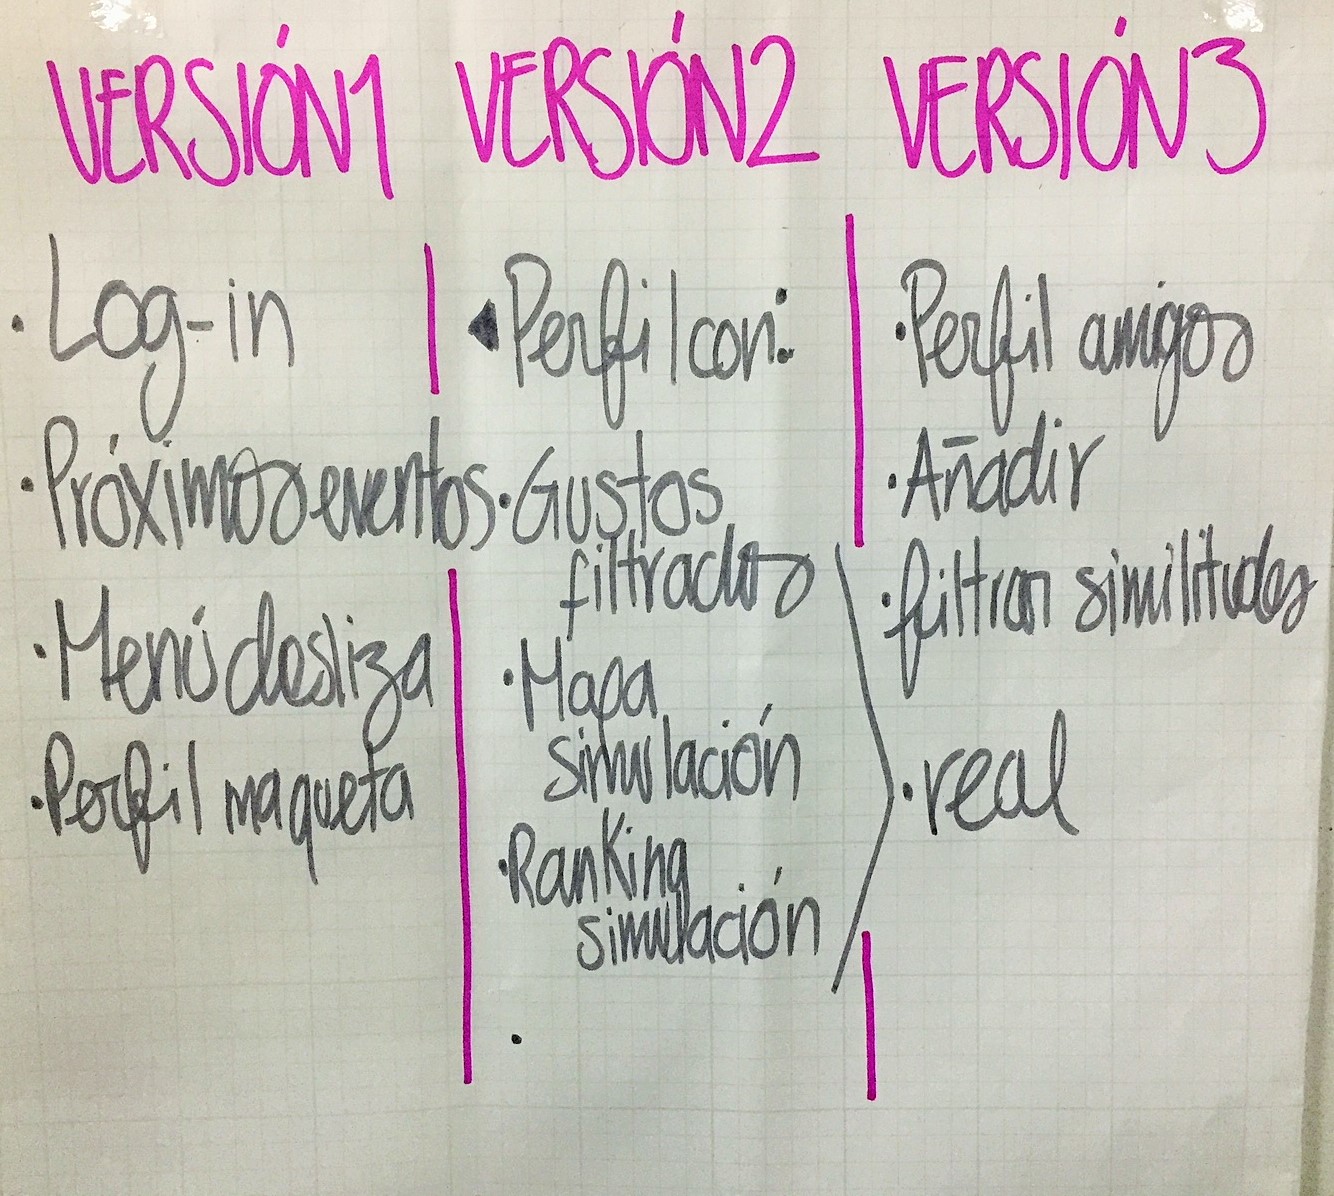 VERSIÓN1
· Log-in
· Próximos eventos
· Menú desliza
· Perfil maqueta
VERSIÓN2
Perfil con:
· Gustos
filtrados
· Mapa
simulación
· Ranking
simulación
·
VERSIÓN3
· Perfil amigos
· Añadir
· filtran similitudes
· real